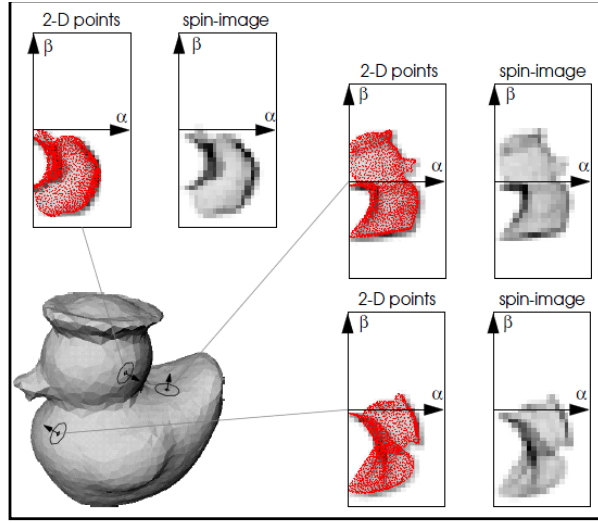 2-D points spin-image
β
α
2-D points spin-image
β
α
2-D points spin-image
β
α